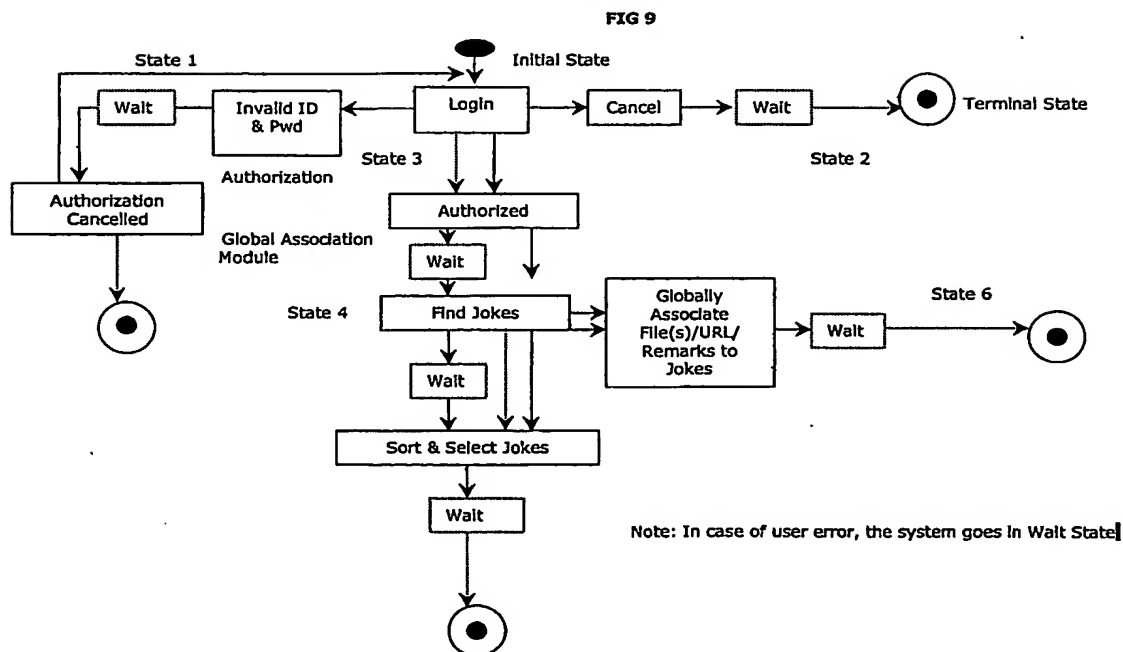 FIG 9
State 1
Initial State
Wait
Invalid ID
& Pwd
Login
Cancel
Wait
Terminal State
State 3
State 2
Authorization
Authorization
Cancelled
Authorized
Global Association
Module
Wait
State 4
Find Jokes
Globally
Associate
File(s)/URL/
Remarks to
Jokes
State 6
Wait
Wait
Sort & Select Jokes
Wait
Note: In case of user error, the system goes in Wait State